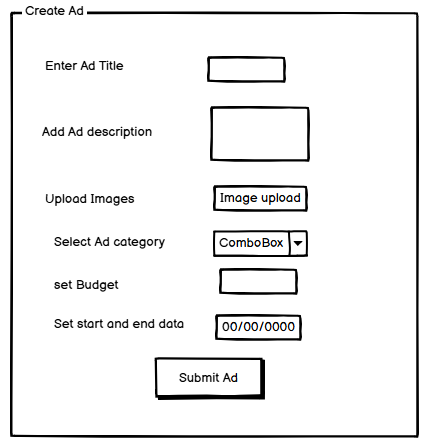 Create Ad
Enter Ad Title
Add Ad description
Upload Images
Image upload
Select Ad category
ComboBox
set Budget
Set start and end data
00/00/0000
Submit Ad